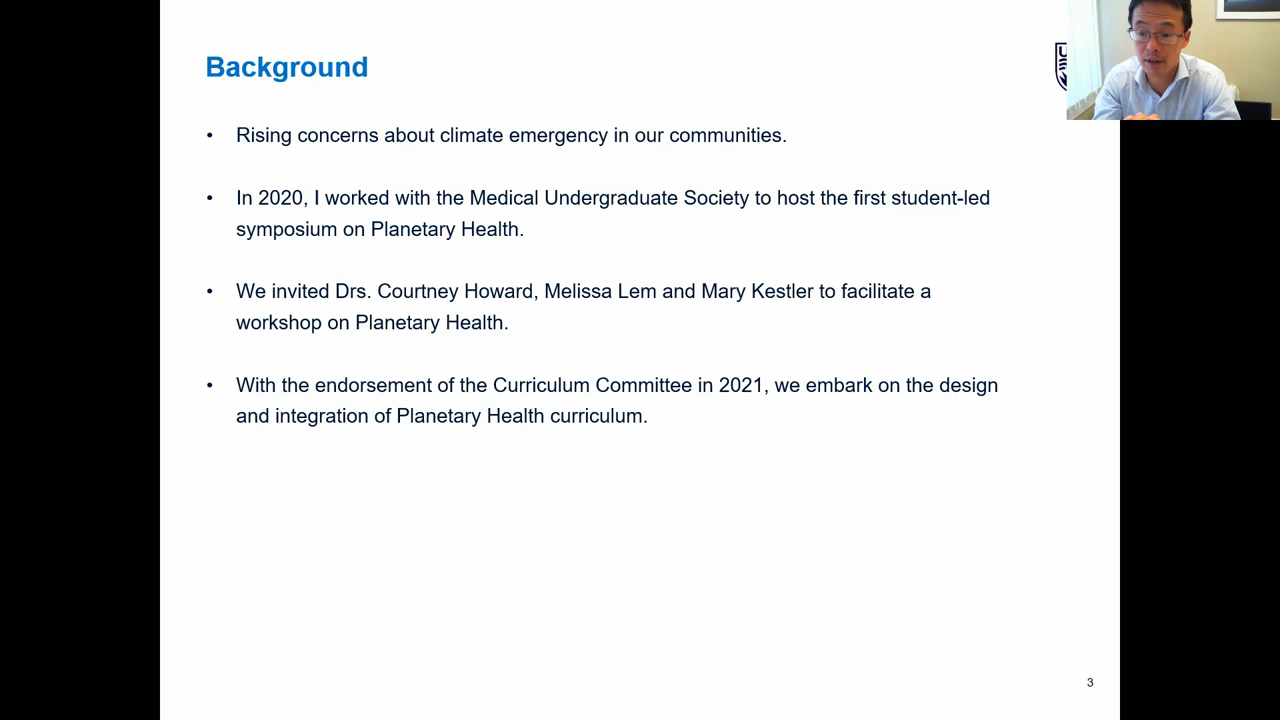 Background
• Rising concerns about climate emergency in our communities.
• In 2020, I worked with the Medical Undergraduate Society to host the first student-led
symposium on Planetary Health.
• We invited Drs. Courtney Howard, Melissa Lem and Mary Kestler to facilitate a
workshop on Planetary Health.
• With the endorsement of the Curriculum Committee in 2021, we embark on the design
and integration of Planetary Health curriculum.
3